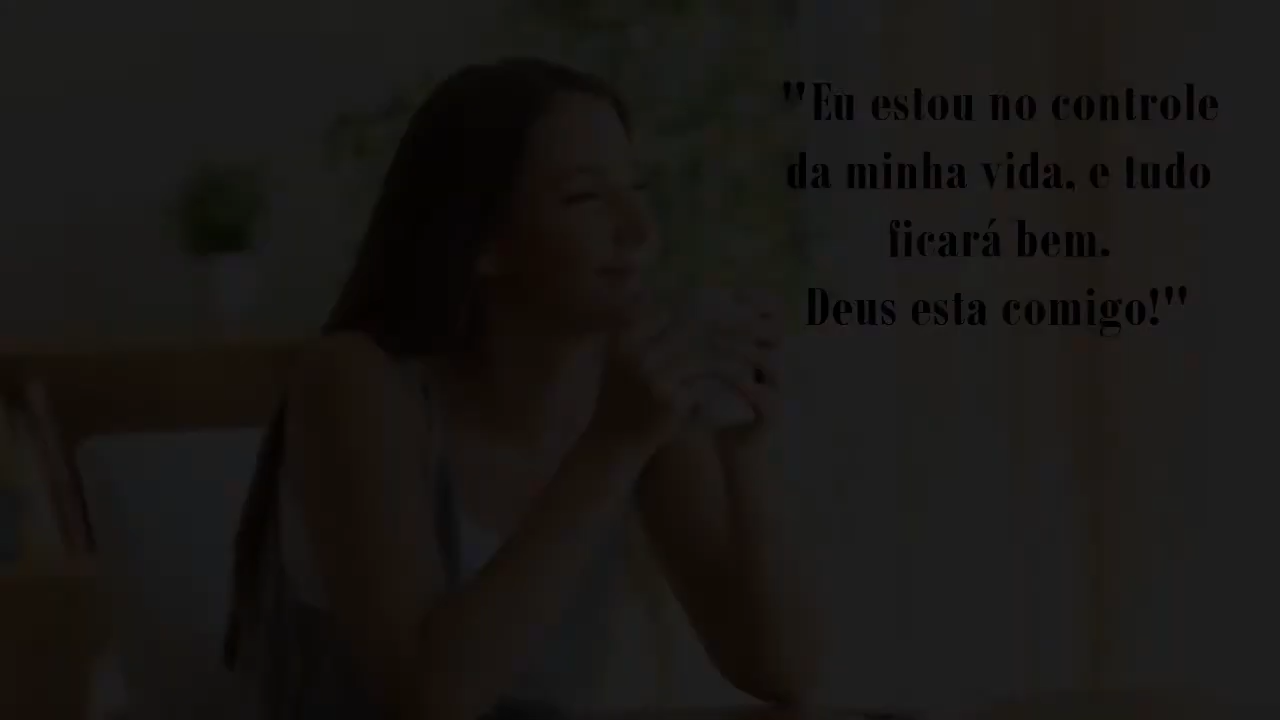 "Eu estou no controle
da minha vida, e tudo
ficará bem.
Deus esta comigo!"